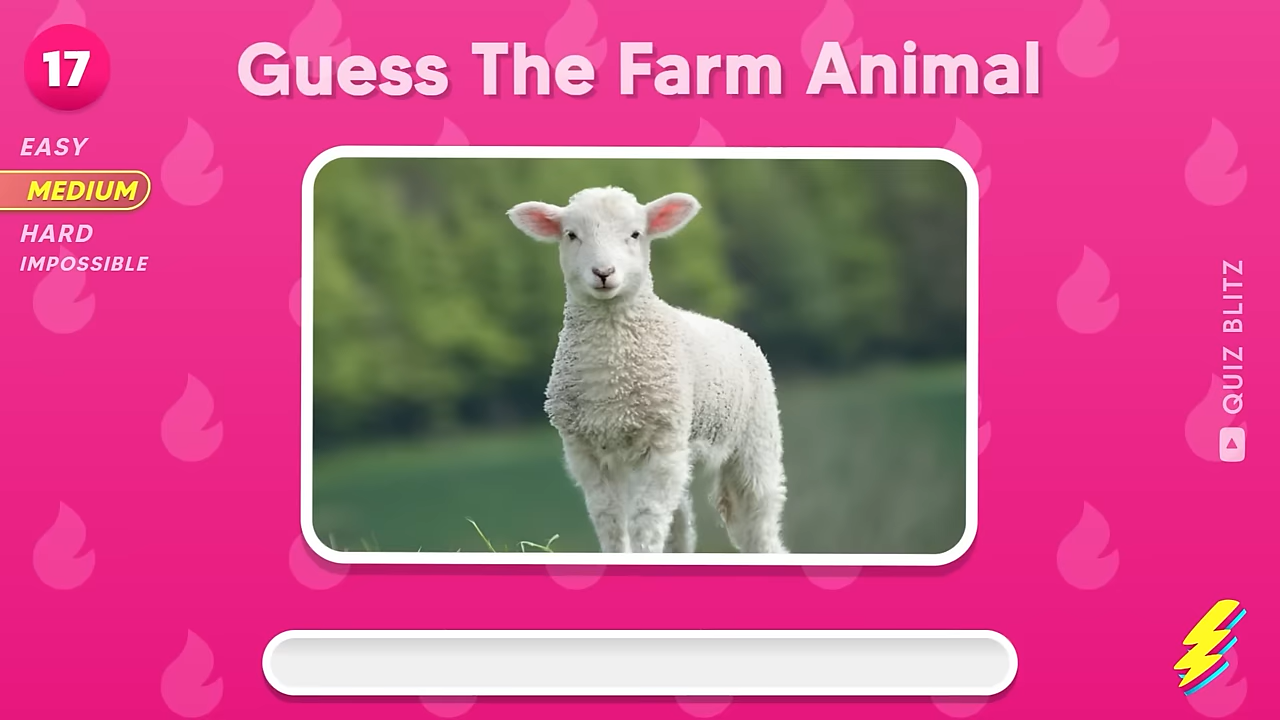 17
Guess The Farm Animal
EASY
MEDIUM
HARD
IMPOSSIBLE
QUIZ BLITZ